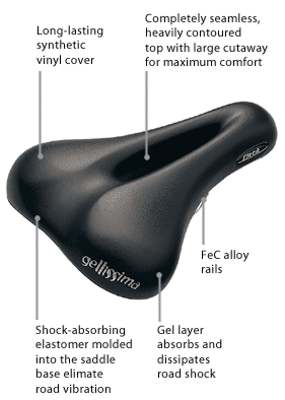 Long-lasting
synthetic
vinyl cover
Completely seamless,
heavily contoured
top with large cutaway
for maximum comfort
FeC alloy
rails
gellissima
Shock-absorbing
elastomer molded
into the saddle
base elimate
road vibration
Gel layer
absorbs and
dissipates
road shock